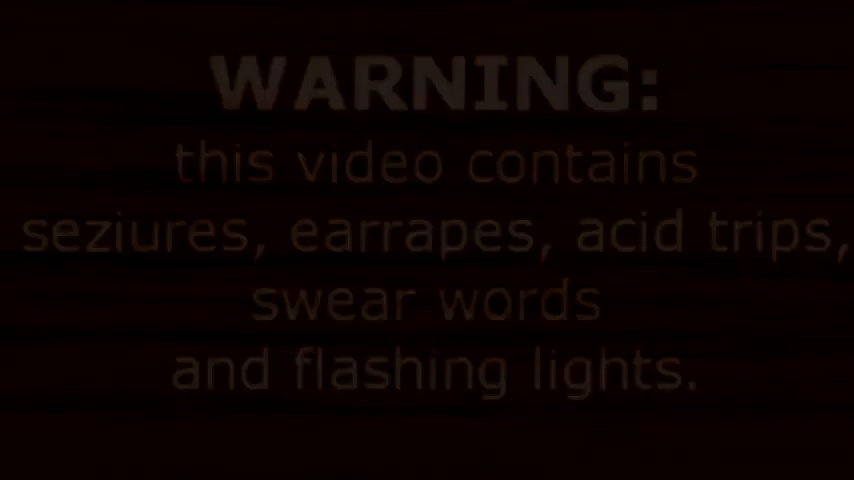 WARNING:
this video contains
seziures, earrapes, acid trips,
swear words
and flashing lights.